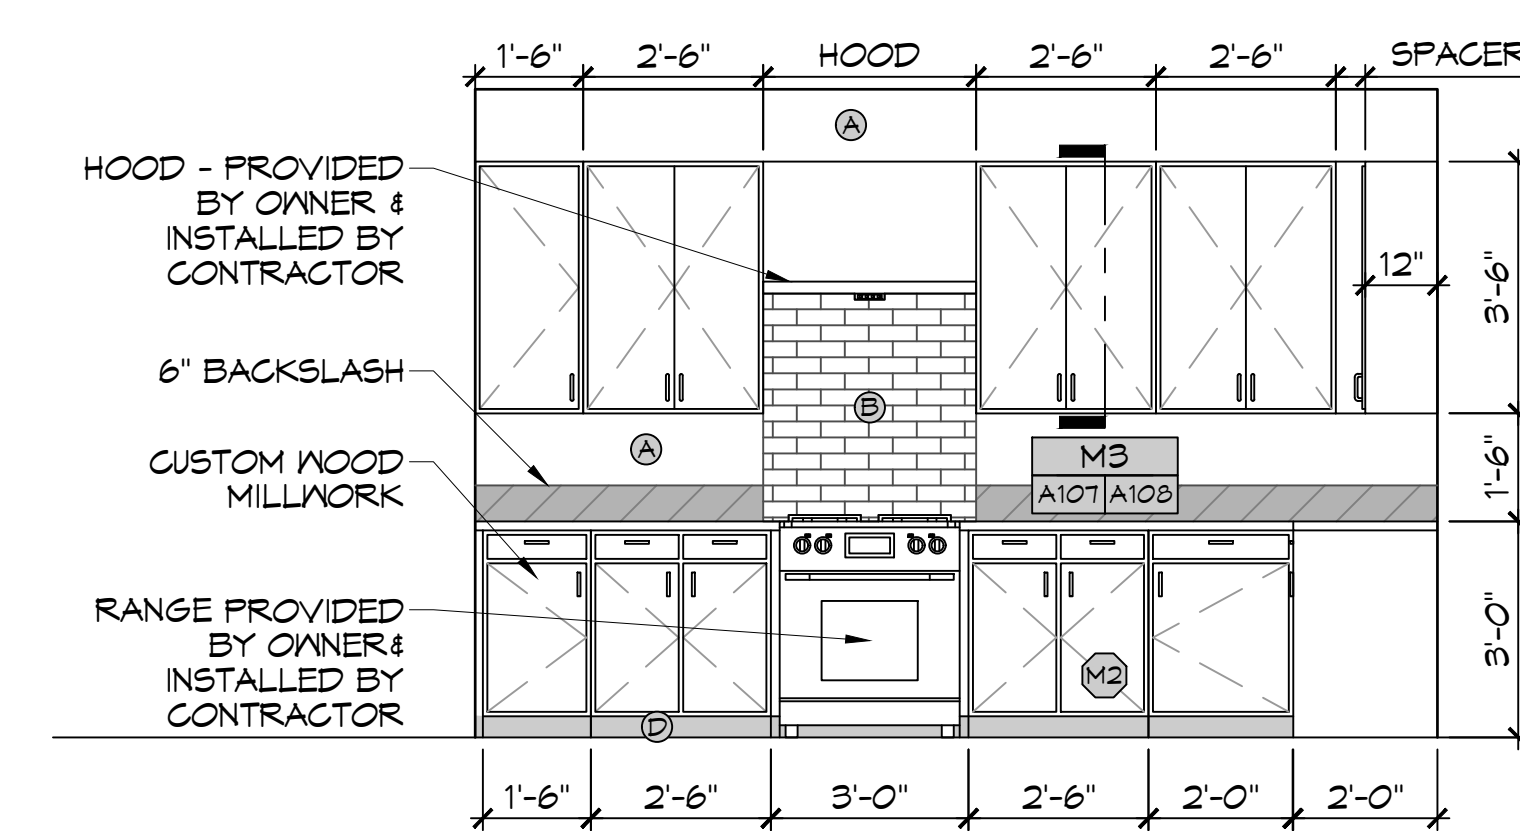 1'-6" 2'-6" HOOD 2'-6" 2'-6" SPACER
A
HOOD - PROVIDED
BY OWNER &
INSTALLED BY
CONTRACTOR
12"
3'-6"
6" BACKSLASH
B
A
CUSTOM WOOD
MILLWORK
M3
A107 A108
1'-6"
RANGE PROVIDED
BY OWNER&
INSTALLED BY
CONTRACTOR
3'-0"
M2
D
1'-6" 2'-6" 3'-0" 2'-6" 2'-0" 2'-0"